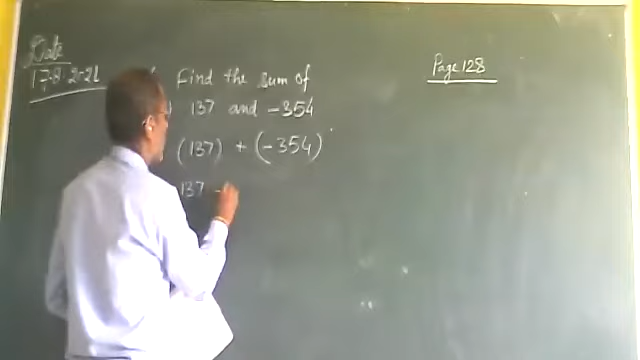 Date
17.8.2021
Page 128
Find the sum of
137 and -354
(137) + (-354)
137 -